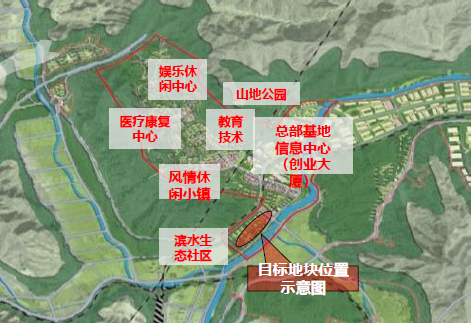 娱乐休
闲中心
山地公园
医疗康复
中心
教育
技术
总部基地
信息中心
（创业大
厦）
风情休
闲小镇
滨水生
态社区
目标地块位置
示意图